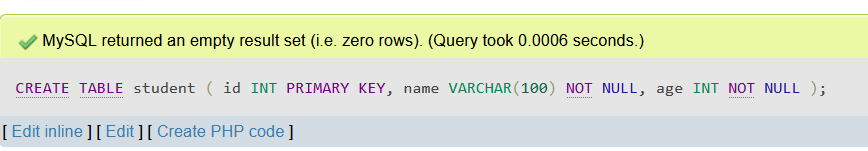 MySQL returned an empty result set (i.e. zero rows). (Query took 0.0006 seconds.)
CREATE TABLE student ( id INT PRIMARY KEY, name VARCHAR(100) NOT NULL, age INT NOT NULL );
[ Edit inline ] [ Edit ] [ Create PHP code ]